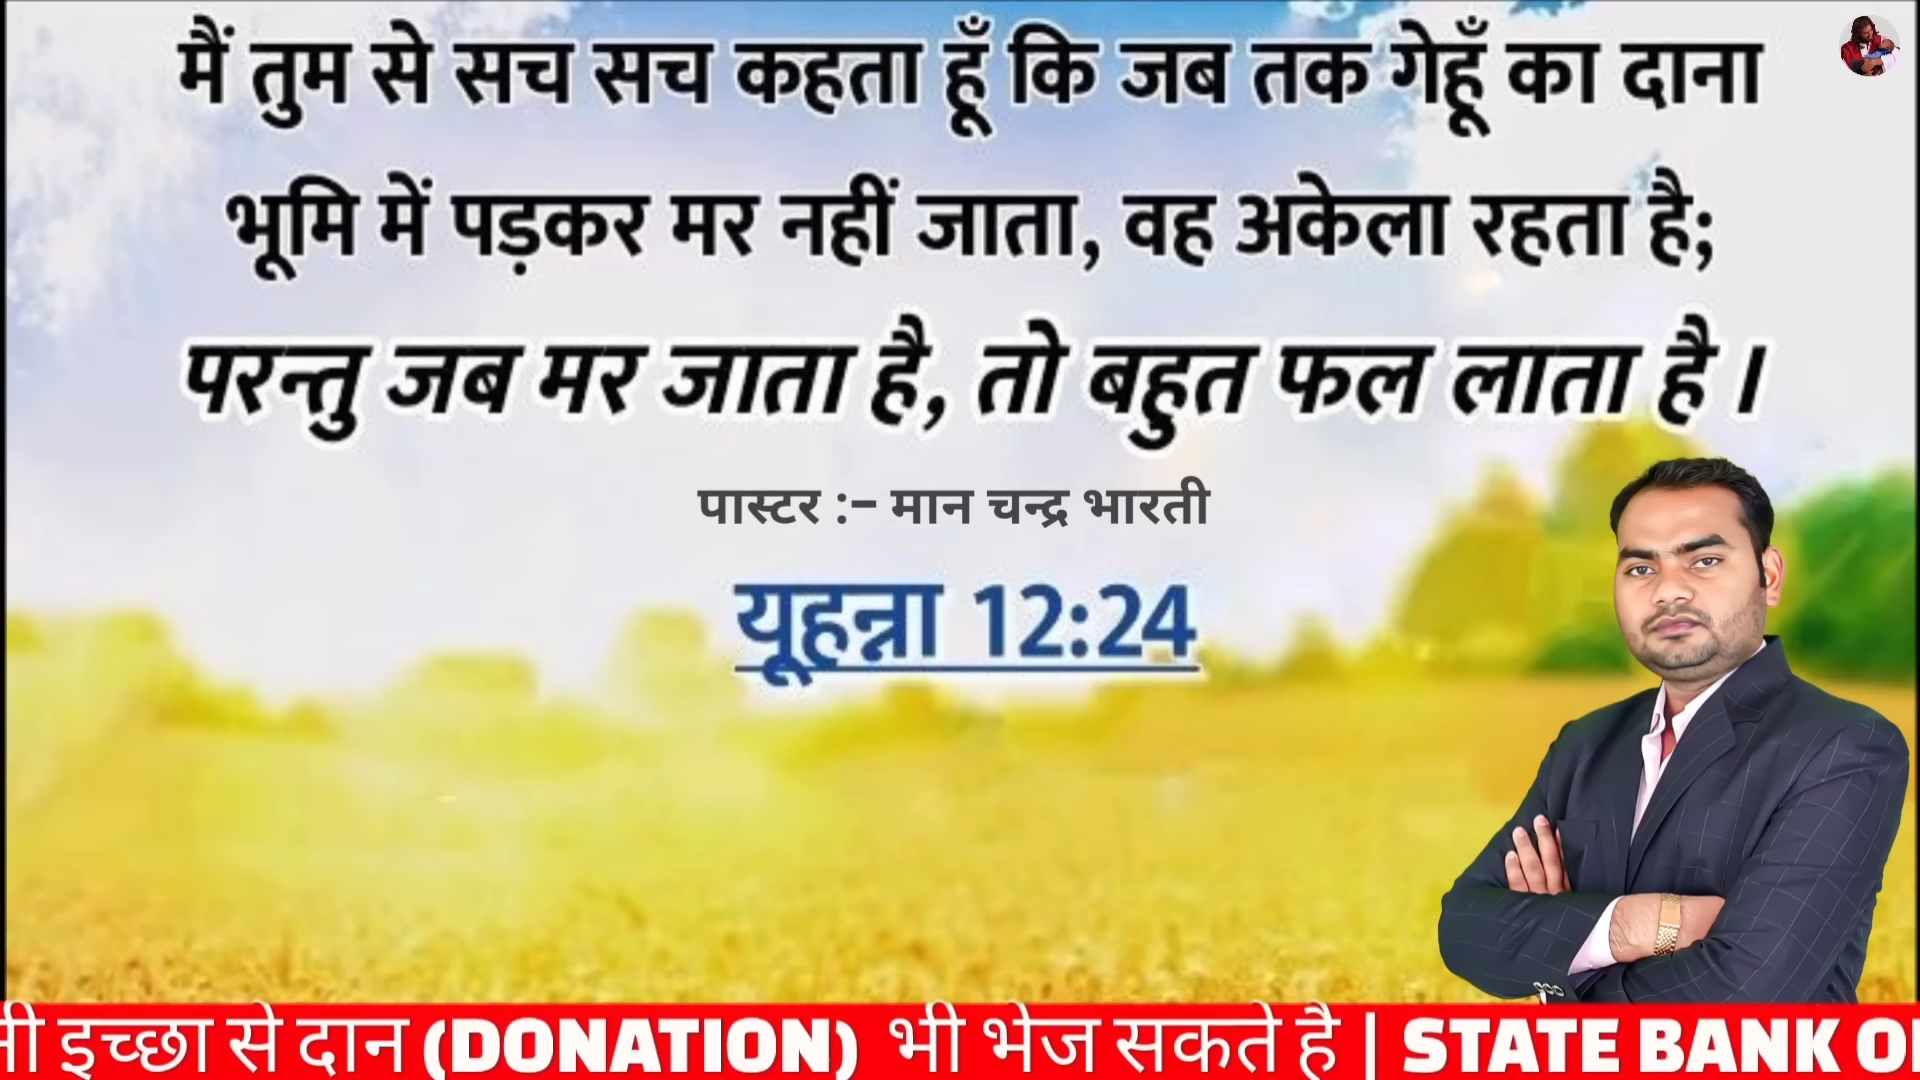 मैं तुम से सच सच कहता हूँ कि जब तक गेहूँ का दाना
भूमि में पड़कर मर नहीं जाता, वह अकेला रहता है;
परन्तु जब मर जाता है, तो बहुत फल लाता है ।
पास्टर :- मान चन्द्र भारती
यूहन्ना 12:24
इच्छा से दान (DONATION) भी भेज सकते है | STATE BANK